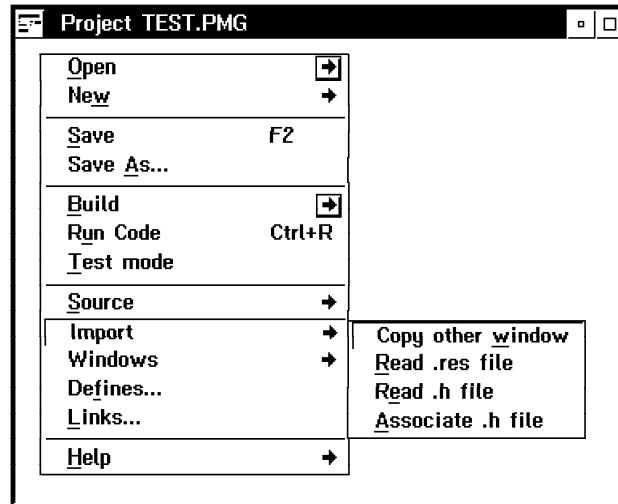 Project TEST.PMG
Open
New
Save F2
Save As...
Build
Run Code Ctrl+R
Test mode
Source
Import
Windows
Defines...
Links...
Help
Copy other window
Read .res file
Read .h file
Associate .h file